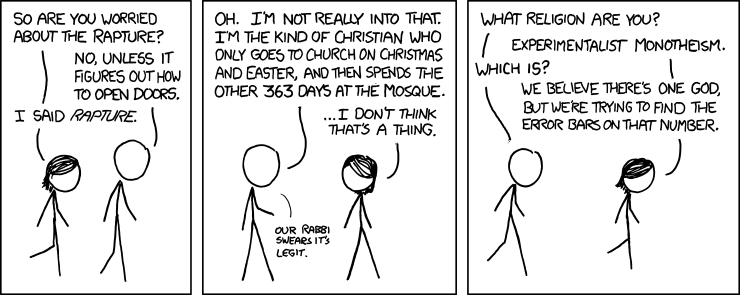 SO ARE YOU WORRIED
ABOUT THE RAPTURE?
NO, UNLESS IT
FIGURES OUT HOW
TO OPEN DOORS.
I SAID RAPTURE.
OH. I'M NOT REALLY INTO THAT.
I'M THE KIND OF CHRISTIAN WHO
ONLY GOES TO CHURCH ON CHRISTMAS
AND EASTER, AND THEN SPENDS THE
OTHER 363 DAYS AT THE MOSQUE.
...I DON'T THINK
THAT'S A THING.
OUR RABBI
SWEARS IT'S
LEGIT.
WHAT RELIGION ARE YOU?
EXPERIMENTALIST MONOTHEISM.
WHICH IS?
WE BELIEVE THERE'S ONE GOD,
BUT WE'RE TRYING TO FIND THE
ERROR BARS ON THAT NUMBER.